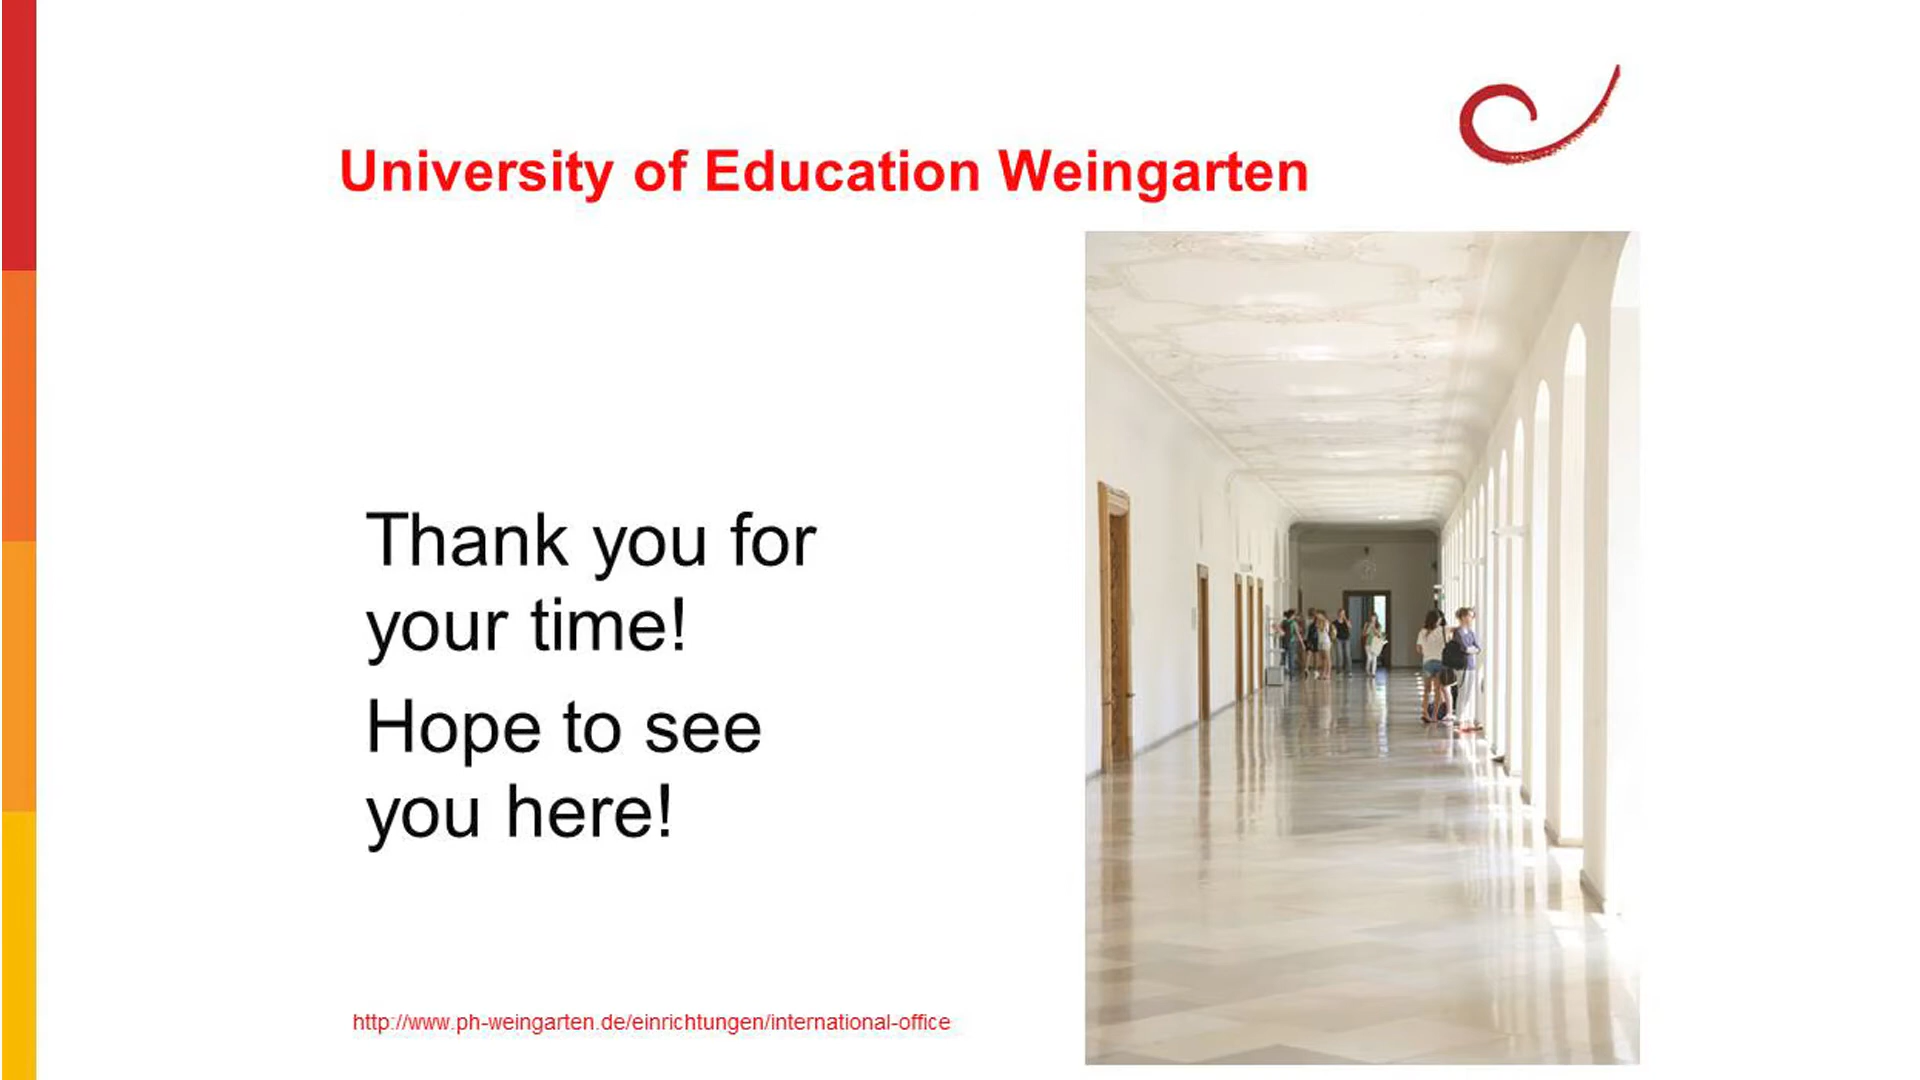 University of Education Weingarten
Thank you for
your time!
Hope to see
you here!
http://www.ph-weingarten.de/einrichtungen/international-office